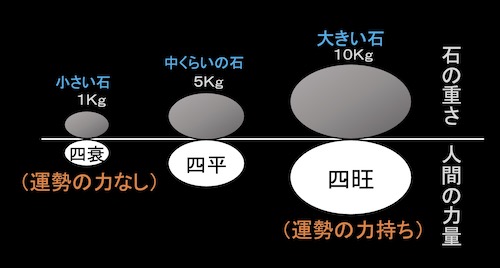 小さい石
1Kg
中くらいの石
5Kg
大きい石
10Kg
石の重さ
四衰
四平
四旺
(運勢の力なし)
(運勢の力持ち)
人間の力量